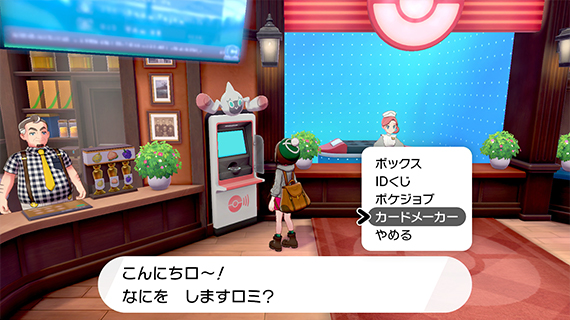 ボックス
IDくじ
ポケジョブ
カードメーカー
やめる
こんにちロ～！
なにを　しますロミ？